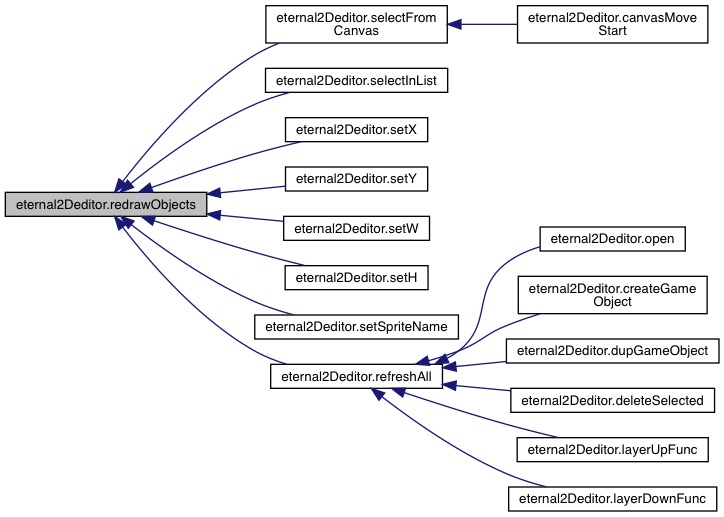 eternal2Deditor.selectFrom
Canvas
eternal2Deditor.canvasMove
Start
eternal2Deditor.selectInList
eternal2Deditor.setX
eternal2Deditor.setY
eternal2Deditor.redrawObjects
eternal2Deditor.setW
eternal2Deditor.open
eternal2Deditor.setH
eternal2Deditor.createGame
Object
eternal2Deditor.setSpriteName
eternal2Deditor.dupGameObject
eternal2Deditor.refreshAll
eternal2Deditor.deleteSelected
eternal2Deditor.layerUpFunc
eternal2Deditor.layerDownFunc